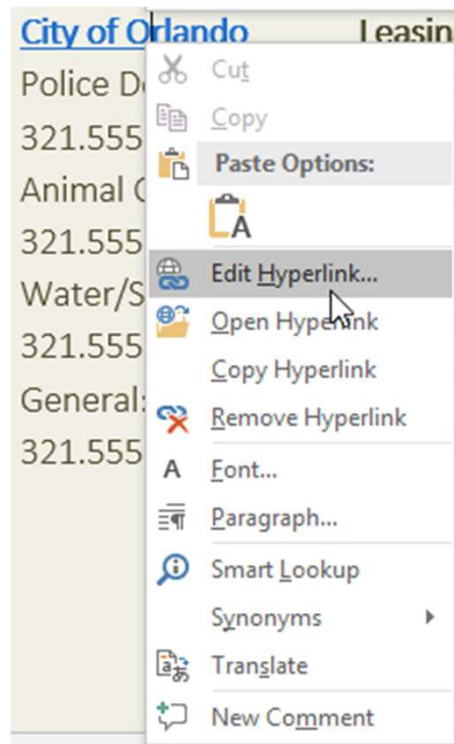 City of Orlando Leasin
Police D
Cut
321.555
Copy
Paste Options:
Animal
A
321.555
Edit Hyperlink...
Water/S
Open Hyperlink
321.555
Copy Hyperlink
General:
Remove Hyperlink
321.555
A Font...
Paragraph...
Smart Lookup
Synonyms
Translate
New Comment